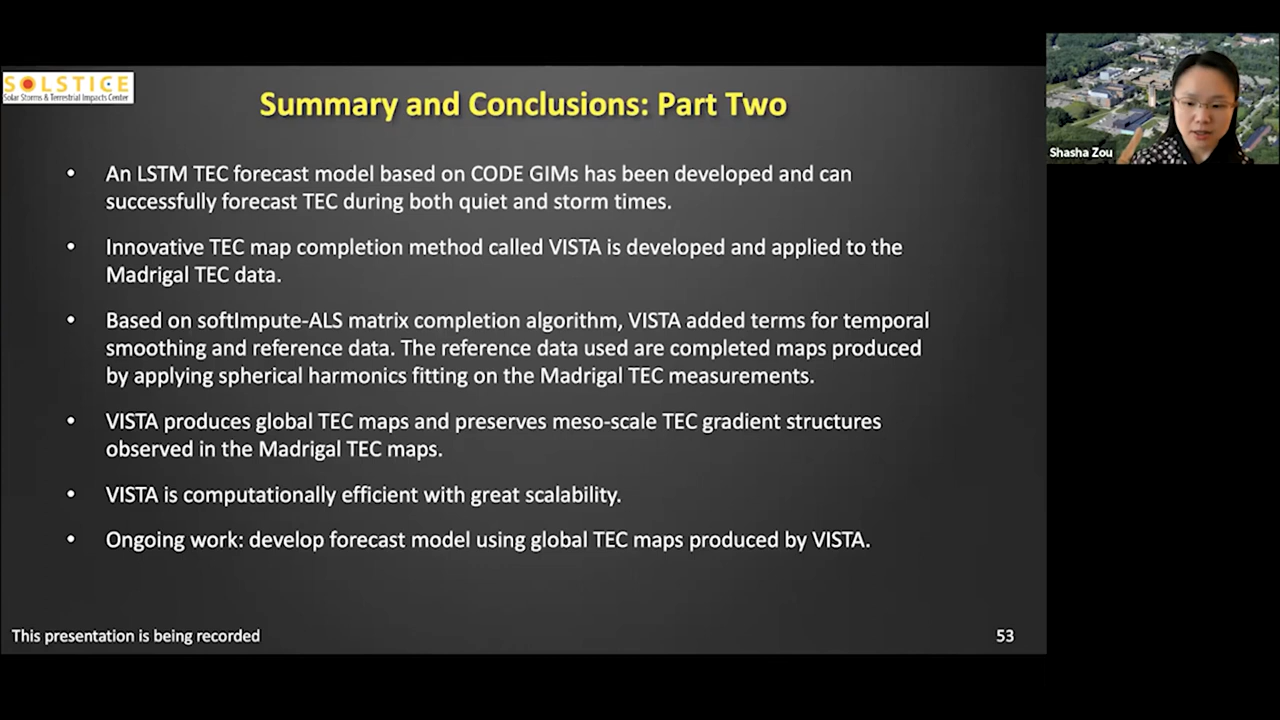 SOLSTICE
Solar Storms & Terrestrial Impacts Center
Summary and Conclusions: Part Two
Shasha Zou
• An LSTM TEC forecast model based on CODE GIMs has been developed and can
successfully forecast TEC during both quiet and storm times.
• Innovative TEC map completion method called VISTA is developed and applied to the
Madrigal TEC data.
• Based on softImpute-ALS matrix completion algorithm, VISTA added terms for temporal
smoothing and reference data. The reference data used are completed maps produced
by applying spherical harmonics fitting on the Madrigal TEC measurements.
• VISTA produces global TEC maps and preserves meso-scale TEC gradient structures
observed in the Madrigal TEC maps.
• VISTA is computationally efficient with great scalability.
• Ongoing work: develop forecast model using global TEC maps produced by VISTA.
This presentation is being recorded
53